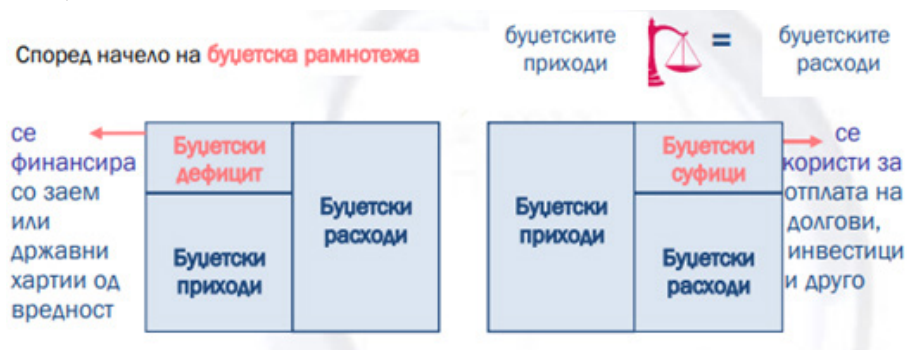 Според начело на буџетска рамнотежа
буџетските
приходи
=
буџетските
расходи
се
финансира
со заем
или
државни
хартии од
вредност
Буџетски
дефицит
Буџетски
приходи
Буџетски
расходи
Буџетски
приходи
Буџетски
суфици
Буџетски
расходи
се
користи за
отплата на
долгови,
инвестици
и друго